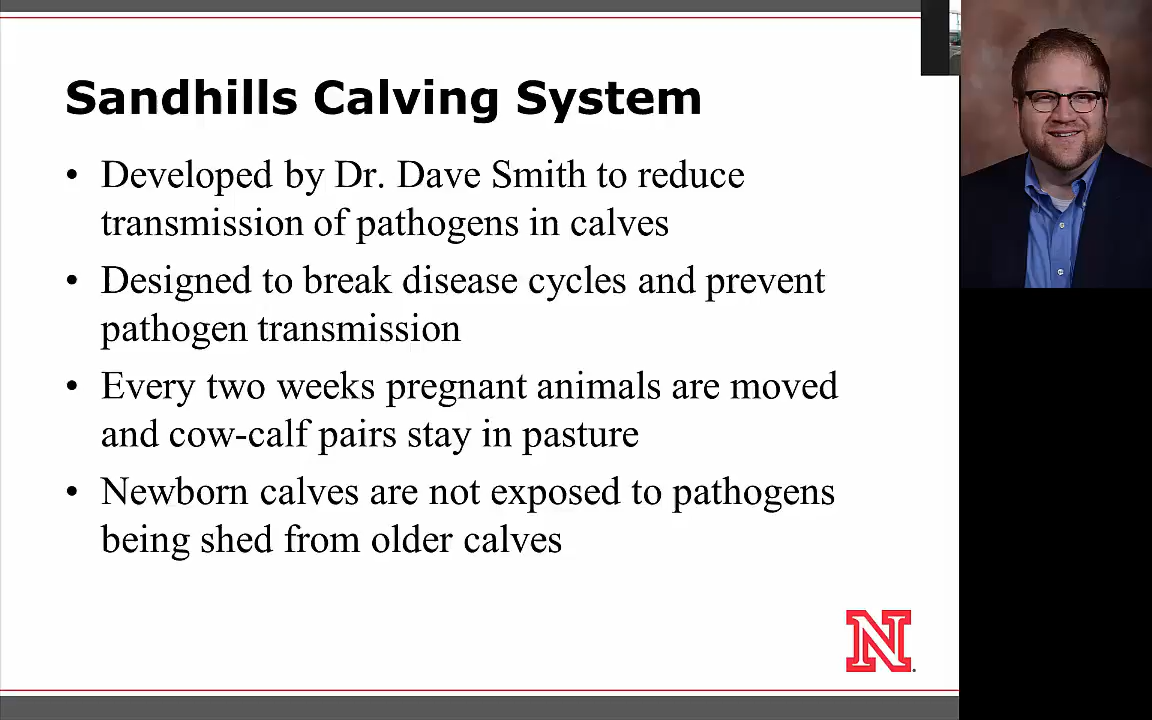 Sandhills Calving System
• Developed by Dr. Dave Smith to reduce
transmission of pathogens in calves
• Designed to break disease cycles and prevent
pathogen transmission
• Every two weeks pregnant animals are moved
and cow-calf pairs stay in pasture
• Newborn calves are not exposed to pathogens
being shed from older calves
N